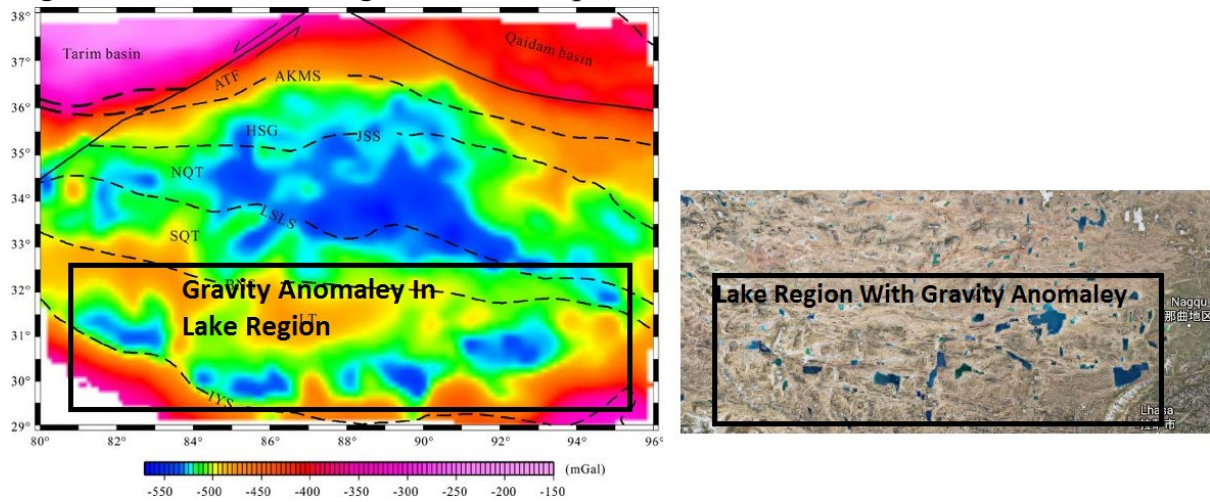 38°
37°
36°
35°
34°
33°
32°
31°
30°
29°
Tarim basin
Qaidam basin
ATF
AKMS
HSG
JSS
NQT
LSLS
SQT
Gravity Anomaley In
Lake Region
LT
IYS
80° 82° 84° 86° 88° 90° 92° 94° 96°
(mGal)
-550 -500 -450 -400 -350 -300 -250 -200 -150
Lake Region With Gravity Anomaley
Nagqu
那曲地区
Lhasa